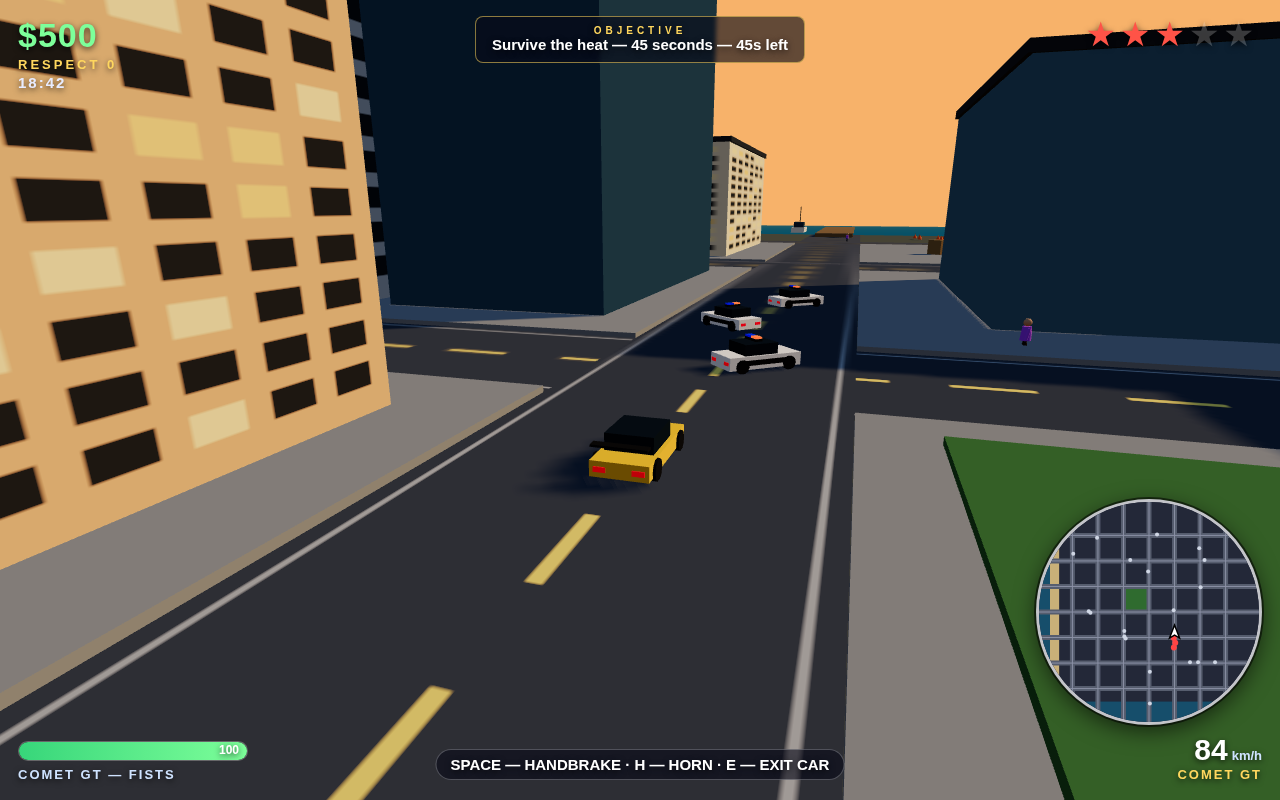 $500
RESPECT 0
18:42
OBJECTIVE
Survive the heat — 45 seconds — 45s left
100
COMET GT — FISTS
SPACE — HANDBRAKE · H — HORN · E — EXIT CAR
84 km/h
COMET GT